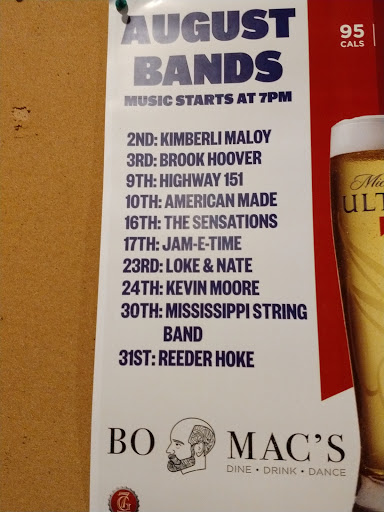 AUGUST
BANDS
MUSIC STARTS AT 7PM
95
CALS
2ND: KIMBERLI MALOY
3RD: BROOK HOOVER
9TH: HIGHWAY 151
10TH: AMERICAN MADE
16TH: THE SENSATIONS
17TH: JAM-E-TIME
23RD: LOKE & NATE
24TH: KEVIN MOORE
30TH: MISSISSIPPI STRING
BAND
31ST: REEDER HOKE
Mic
ULT
BO MAC'S
DINE • DRINK • DANCE